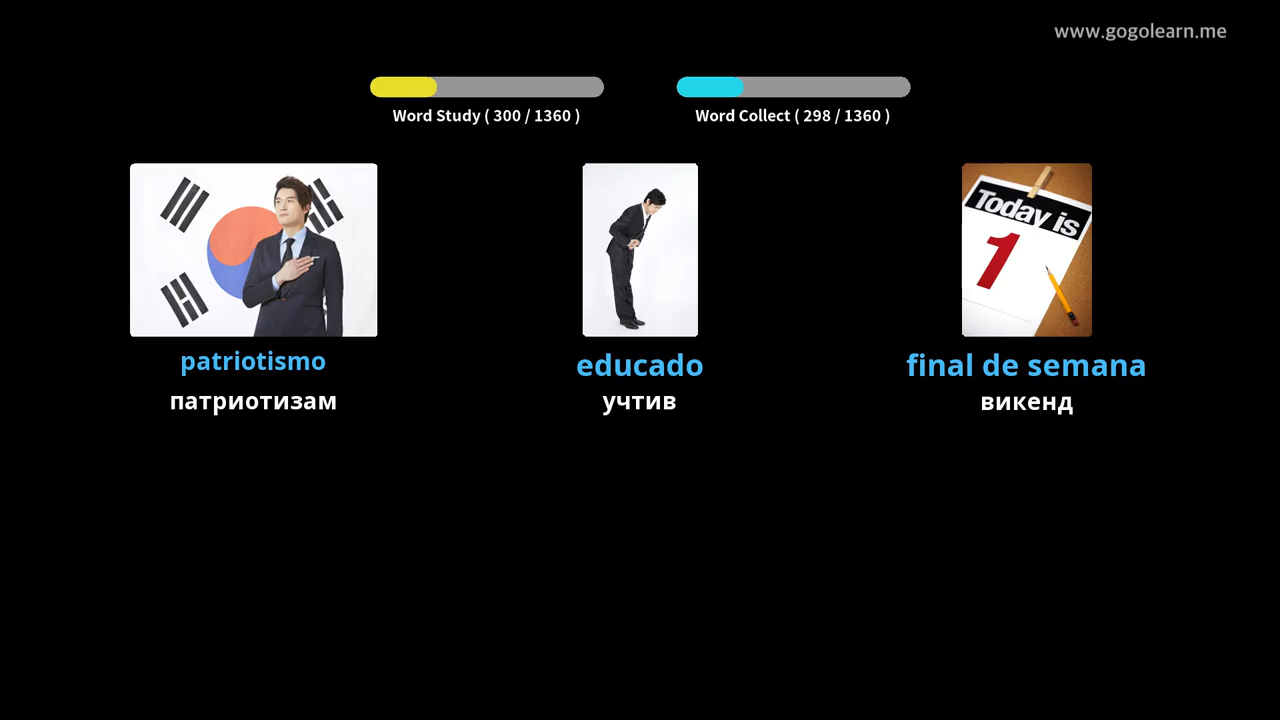 www.gogolearn.me
Word Study ( 300 / 1360 )
Word Collect ( 298 / 1360 )
Today is
1
patriotismo
educado
final de semana
патриотизам
учтив
викенд